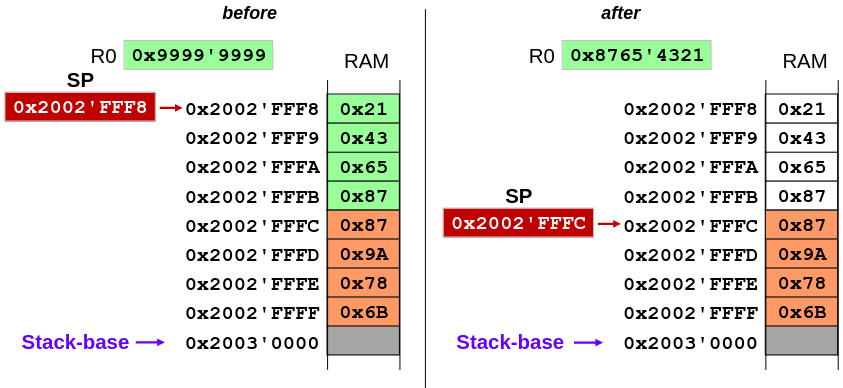 before
R0 0x9999'9999
RAM
SP
0x2002'FFF8
0x2002'FFF8 0x21
0x2002'FFF9 0x43
0x2002'FFFA 0x65
0x2002'FFFB 0x87
0x2002'FFFC 0x87
0x2002'FFFD 0x9A
0x2002'FFFE 0x78
0x2002'FFFF 0x6B
Stack-base 0x2003'0000
after
R0 0x8765'4321
RAM
0x2002'FFF8 0x21
0x2002'FFF9 0x43
0x2002'FFFA 0x65
SP
0x2002'FFFB 0x87
0x2002'FFFC
0x2002'FFFC 0x87
0x2002'FFFD 0x9A
0x2002'FFFE 0x78
0x2002'FFFF 0x6B
Stack-base 0x2003'0000